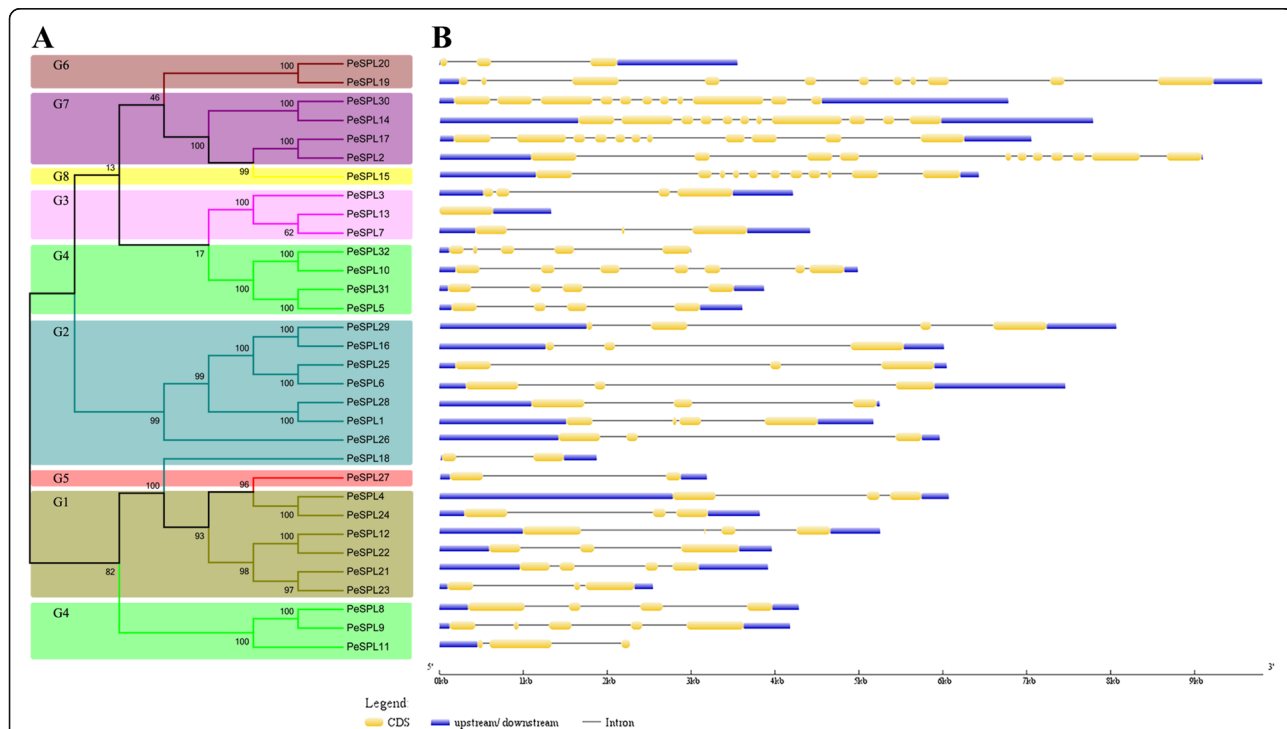 A
B
G6
PeSPL20
100
PeSPL19
46
G7
PeSPL30
100
PeSPL14
PeSPL17
100
100
PeSPL2
13
99
G8
PeSPL15
G3
PeSPL3
100
PeSPL13
62
PeSPL7
17
G4
PeSPL32
100
PeSPL10
100
PeSPL31
100
PeSPL5
G2
PeSPL29
100
PeSPL16
100
PeSPL25
99
100
PeSPL6
PeSPL28
99
100
PeSPL1
PeSPL26
PeSPL18
G5
PeSPL27
100
96
G1
PeSPL4
100
PeSPL24
93
PeSPL12
100
PeSPL22
98
PeSPL21
97
PeSPL23
82
G4
PeSPL8
100
PeSPL9
100
PeSPL11
5' 3'
0kb 1kb 2kb 3kb 4kb 5kb 6kb 7kb 8kb 9kb
Legend:
CDS upstream/ downstream Intron